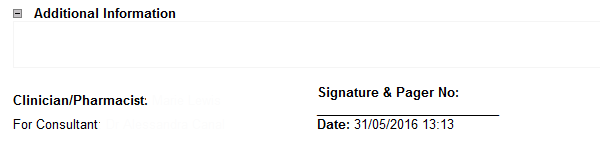 Additional Information
Clinician/Pharmacist:
Signature & Pager No:
For Consultant
Date: 31/05/2016 13:13